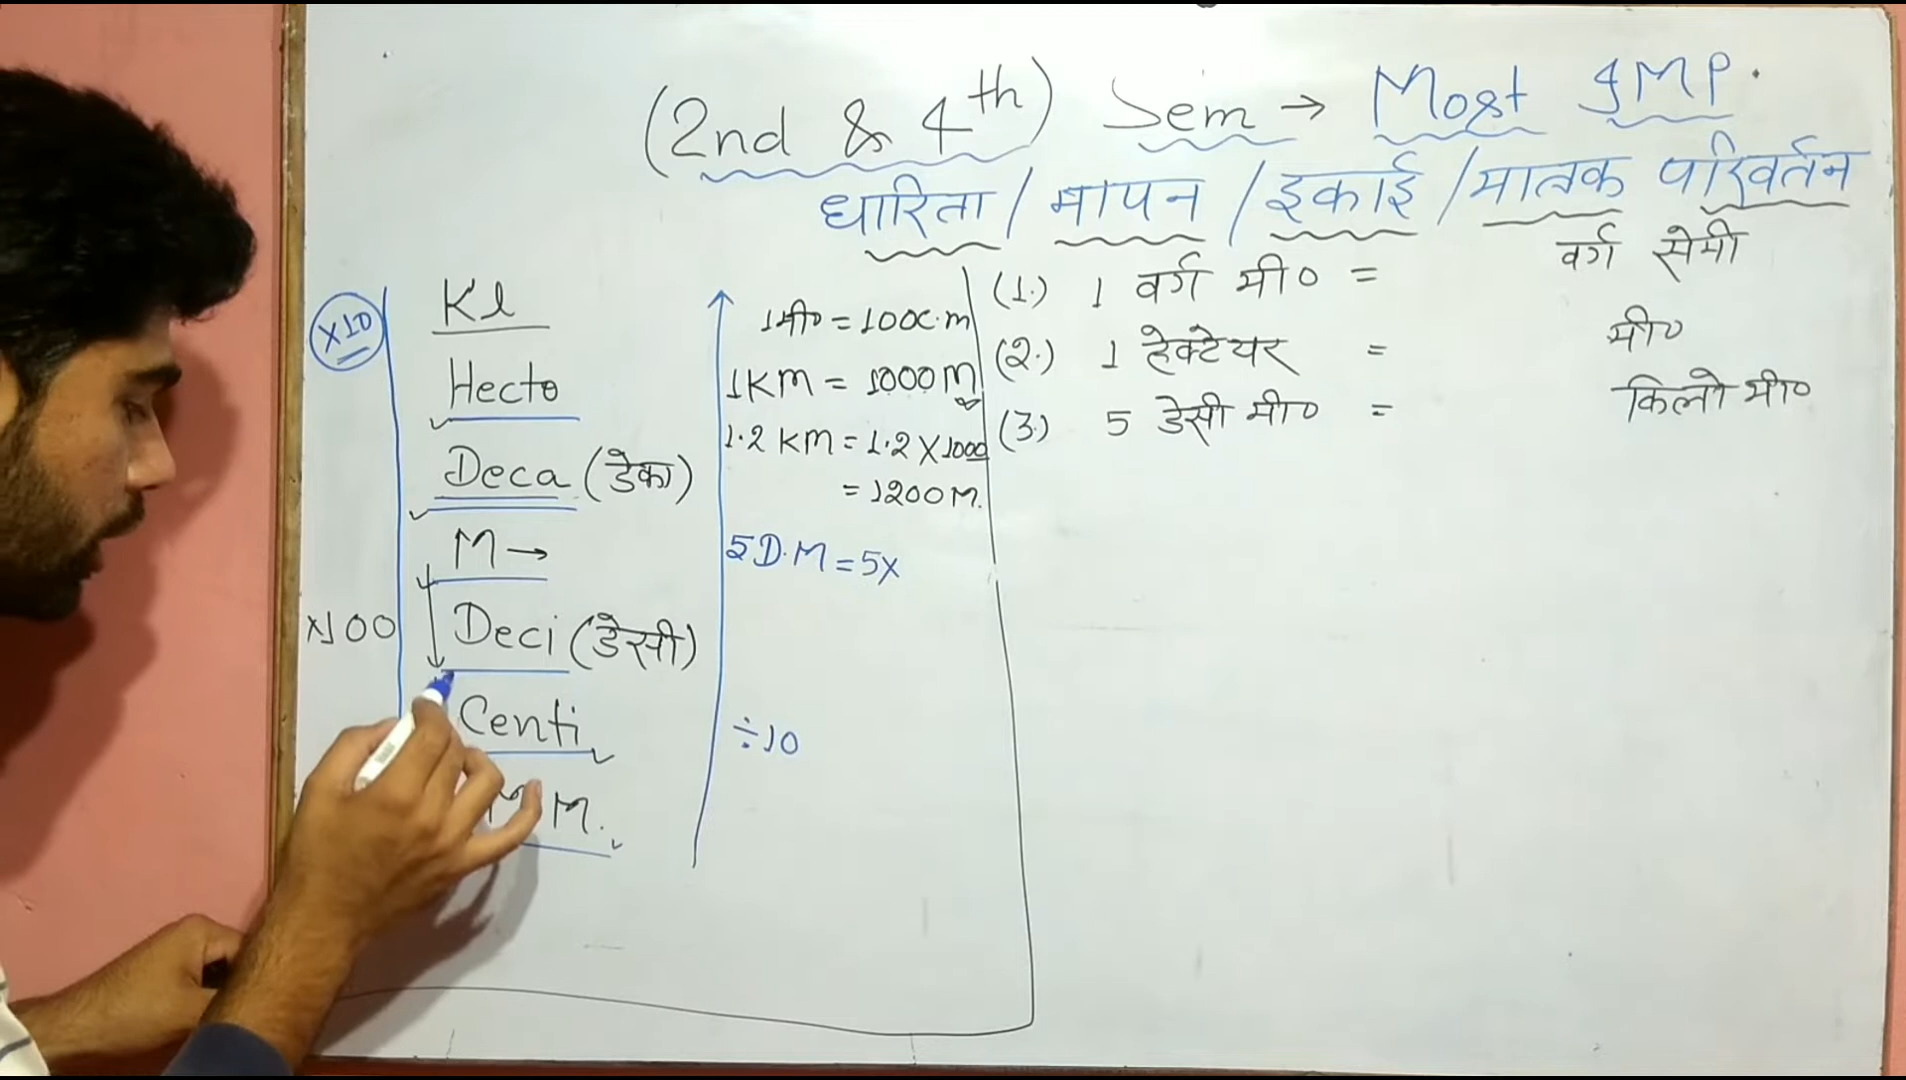 (2nd & 4th) Sem → Most IMP.
धारिता / मापन / इकाई / मात्रक परिवर्तन
×10
Kl
Hecto
Deca (डेका)
M →
×100
Deci (डेसी)
Centi
M.
1मी० = 100c.m
1KM = 1000M
1.2 KM = 1.2 × 1000
= 1200M.
5D.M = 5×
÷10
(1.) 1 वर्ग मी० = वर्ग सेमी
(2.) 1 हेक्टेयर = मी०
(3.) 5 डेसी मी० = किलो मी०